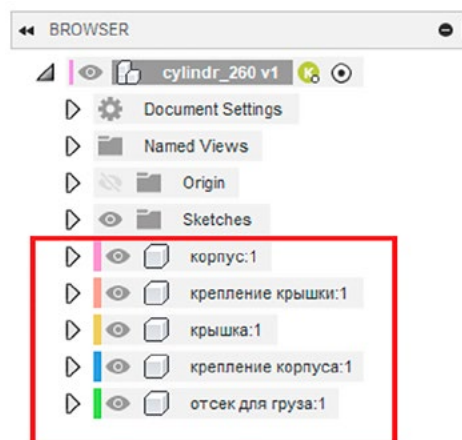 BROWSER
cylindr_260 v1
Document Settings
Named Views
Origin
Sketches
корпус:1
крепление крышки:1
крышка:1
крепление корпуса:1
отсек для груза:1